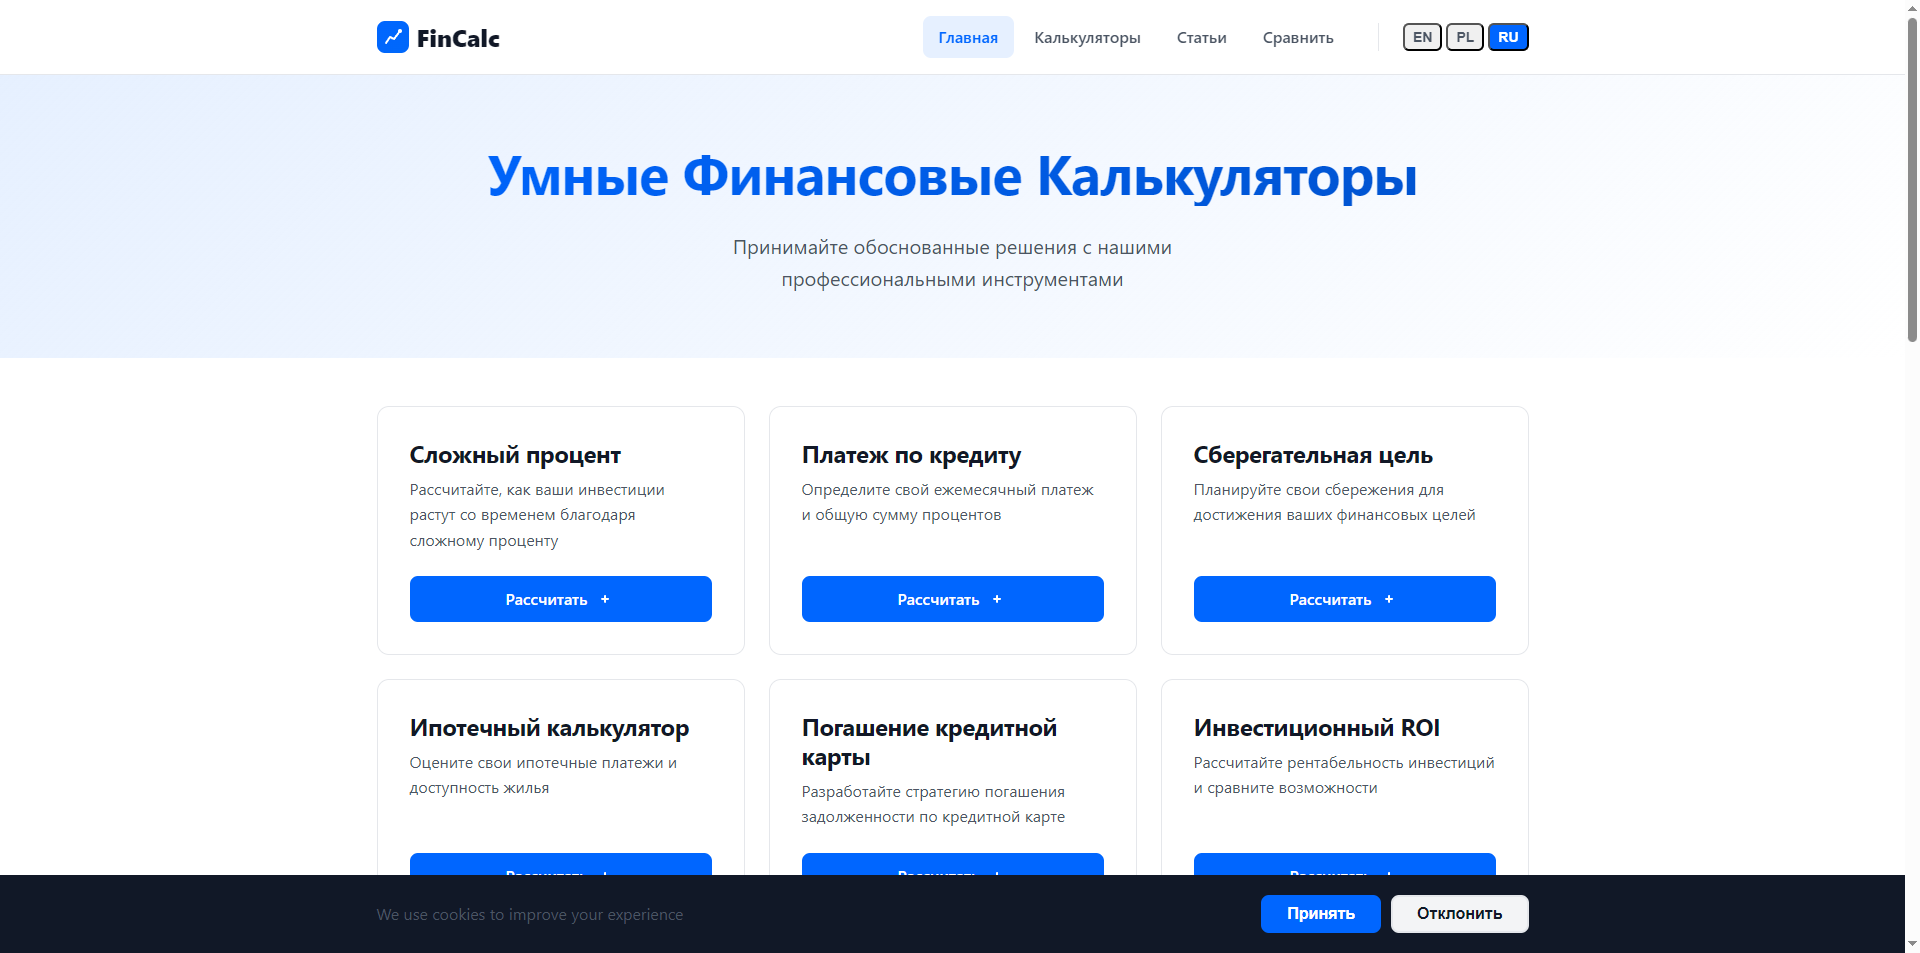 FinCalc
Главная
Калькуляторы
Статьи
Сравнить
EN
PL
RU
Умные Финансовые Калькуляторы
Принимайте обоснованные решения с нашими
профессиональными инструментами
Сложный процент
Рассчитайте, как ваши инвестиции
растут со временем благодаря
сложному проценту
Рассчитать +
Платеж по кредиту
Определите свой ежемесячный платеж
и общую сумму процентов
Рассчитать +
Сберегательная цель
Планируйте свои сбережения для
достижения ваших финансовых целей
Рассчитать +
Ипотечный калькулятор
Оцените свои ипотечные платежи и
доступность жилья
Погашение кредитной
карты
Разработайте стратегию погашения
задолженности по кредитной карте
Инвестиционный ROI
Рассчитайте рентабельность инвестиций
и сравните возможности
We use cookies to improve your experience
Принять
Отклонить